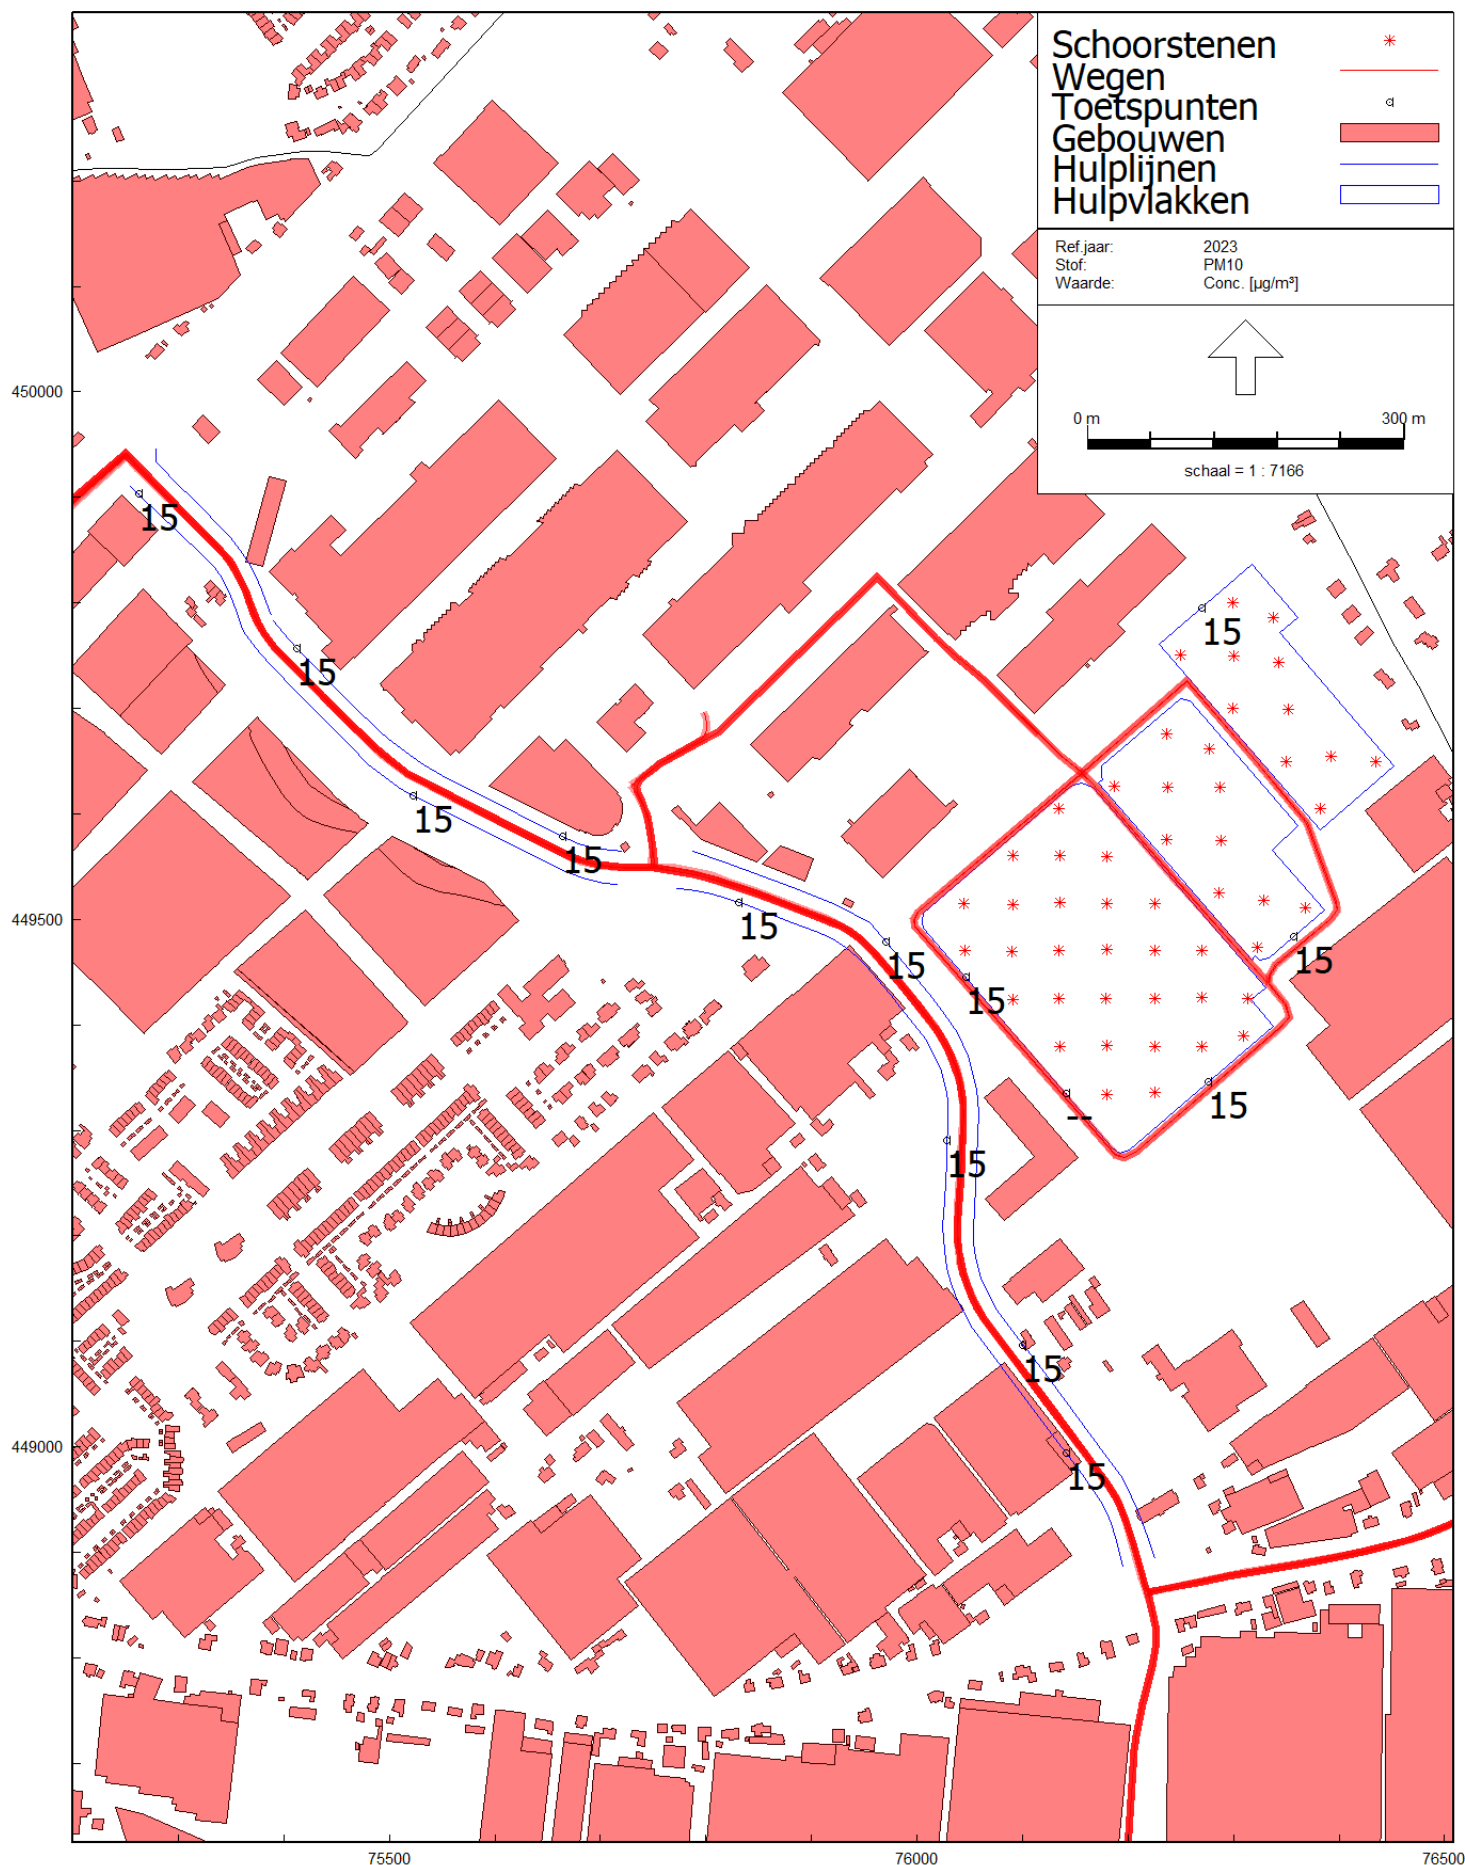 Schoorstenen
Wegen
Toetspunten
Gebouwen
Hulplijnen
Hulpvlakken
Ref.jaar: 2023
Stof: PM10
Waarde: Conc. [µg/m³]
0 m 300 m
schaal = 1 : 7166
450000
15
15
15
15
15
449500
15
15
15
15
15
--
15
15
15
449000
15
75500 76000 76500